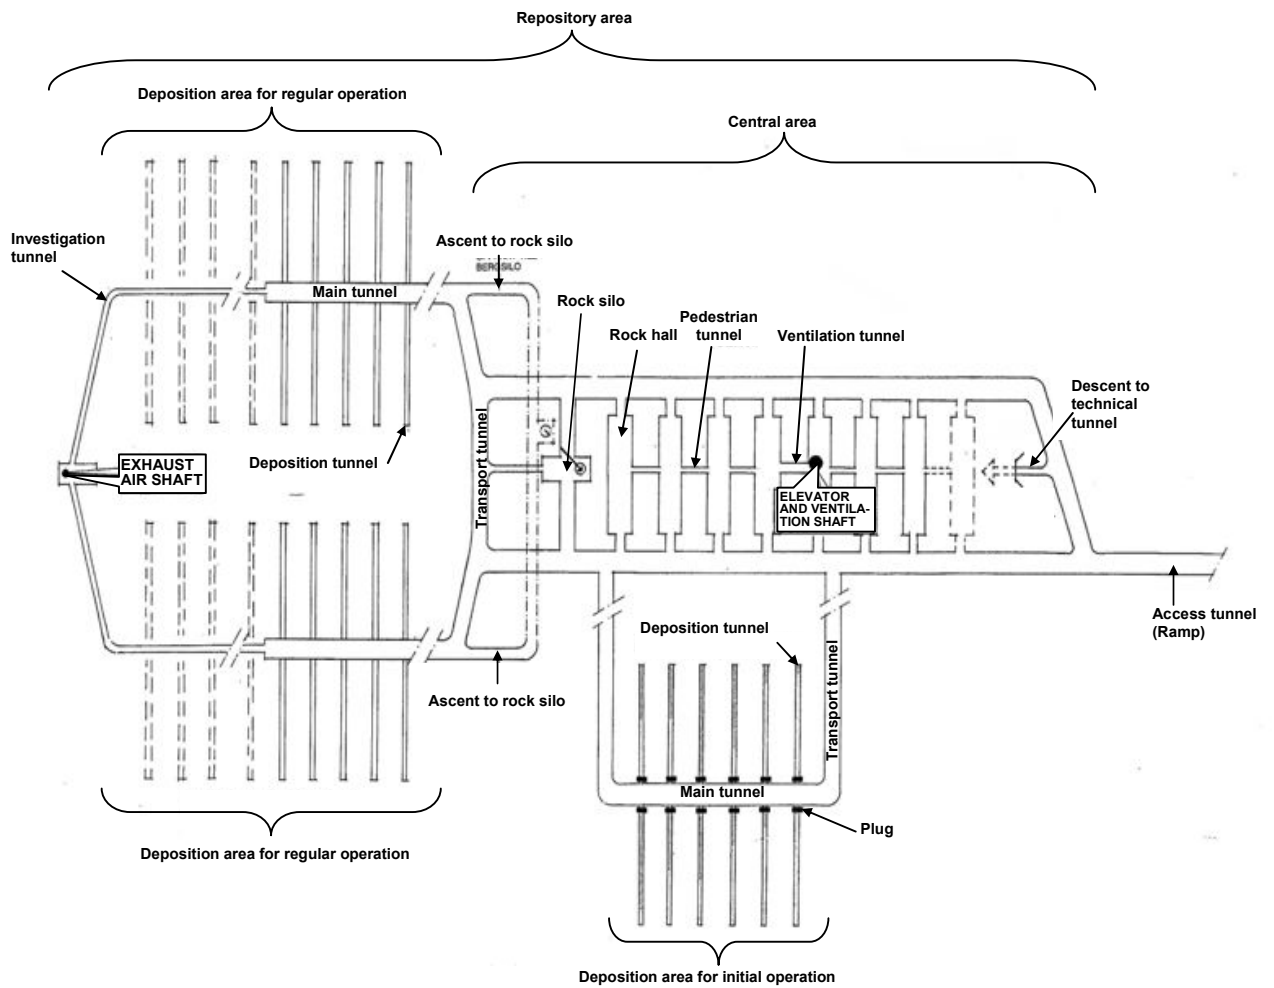 Repository area
Deposition area for regular operation
Central area
Investigation
tunnel
Ascent to rock silo
BERGSILO
Main tunnel
Rock silo
Rock hall
Pedestrian
tunnel
Ventilation tunnel
Descent to
technical
tunnel
Transport tunnel
Deposition tunnel
EXHAUST
AIR SHAFT
ELEVATOR
AND VENTILA-
TION SHAFT
Access tunnel
(Ramp)
Deposition tunnel
Transport tunnel
Ascent to rock silo
Main tunnel
Plug
Deposition area for regular operation
Deposition area for initial operation